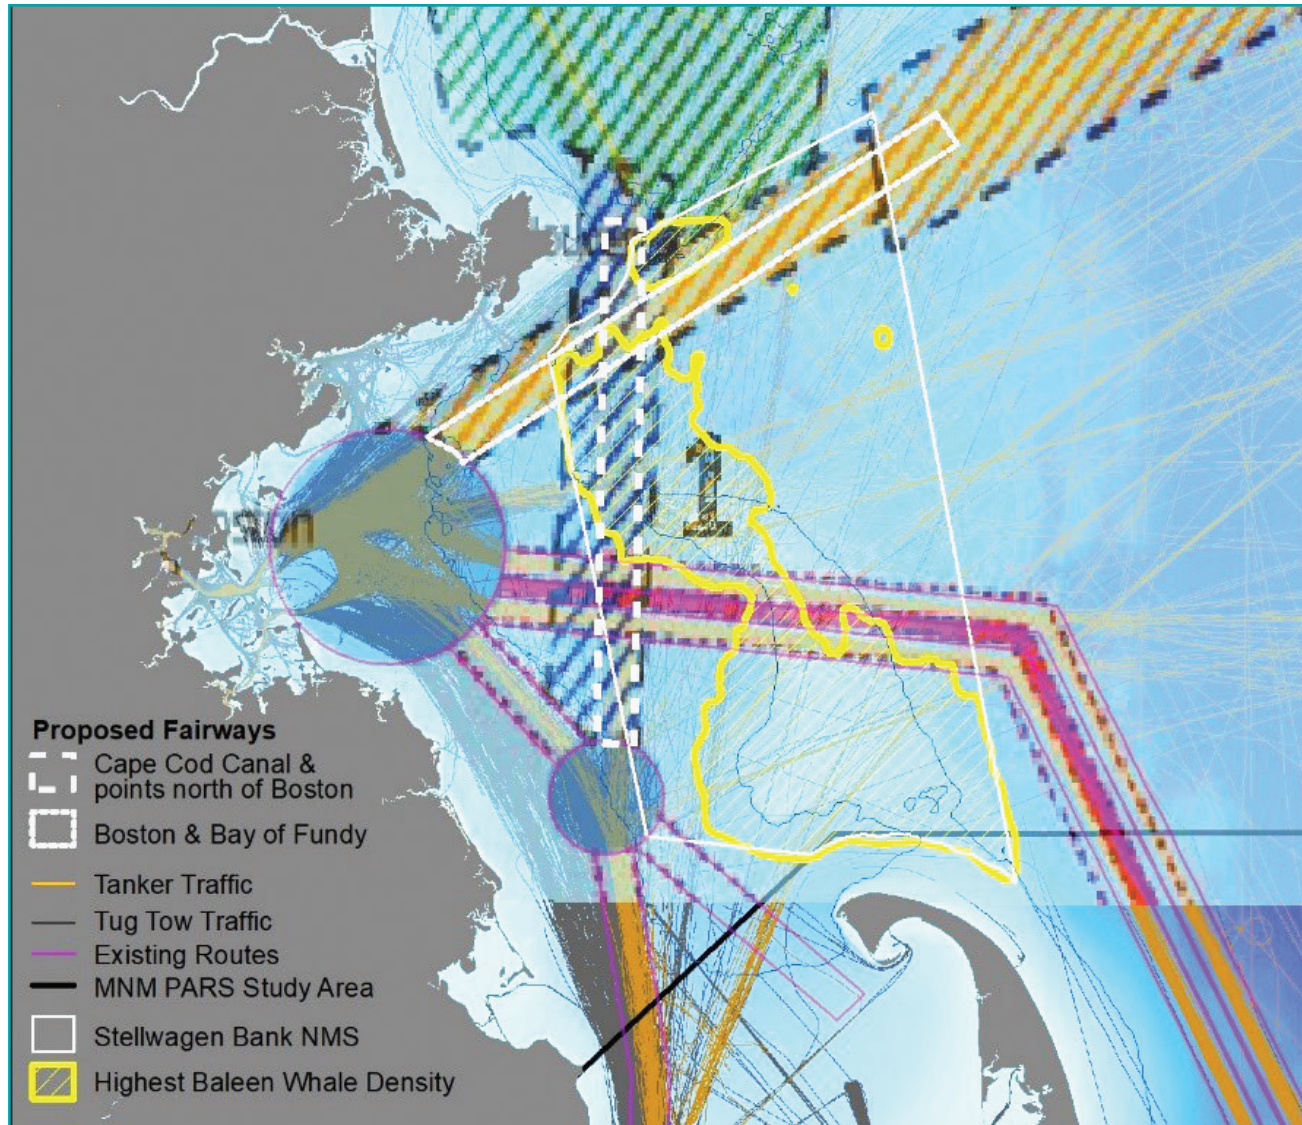 1
Proposed Fairways
Cape Cod Canal &
points north of Boston
Boston & Bay of Fundy
Tanker Traffic
Tug Tow Traffic
Existing Routes
MNM PARS Study Area
Stellwagen Bank NMS
Highest Baleen Whale Density